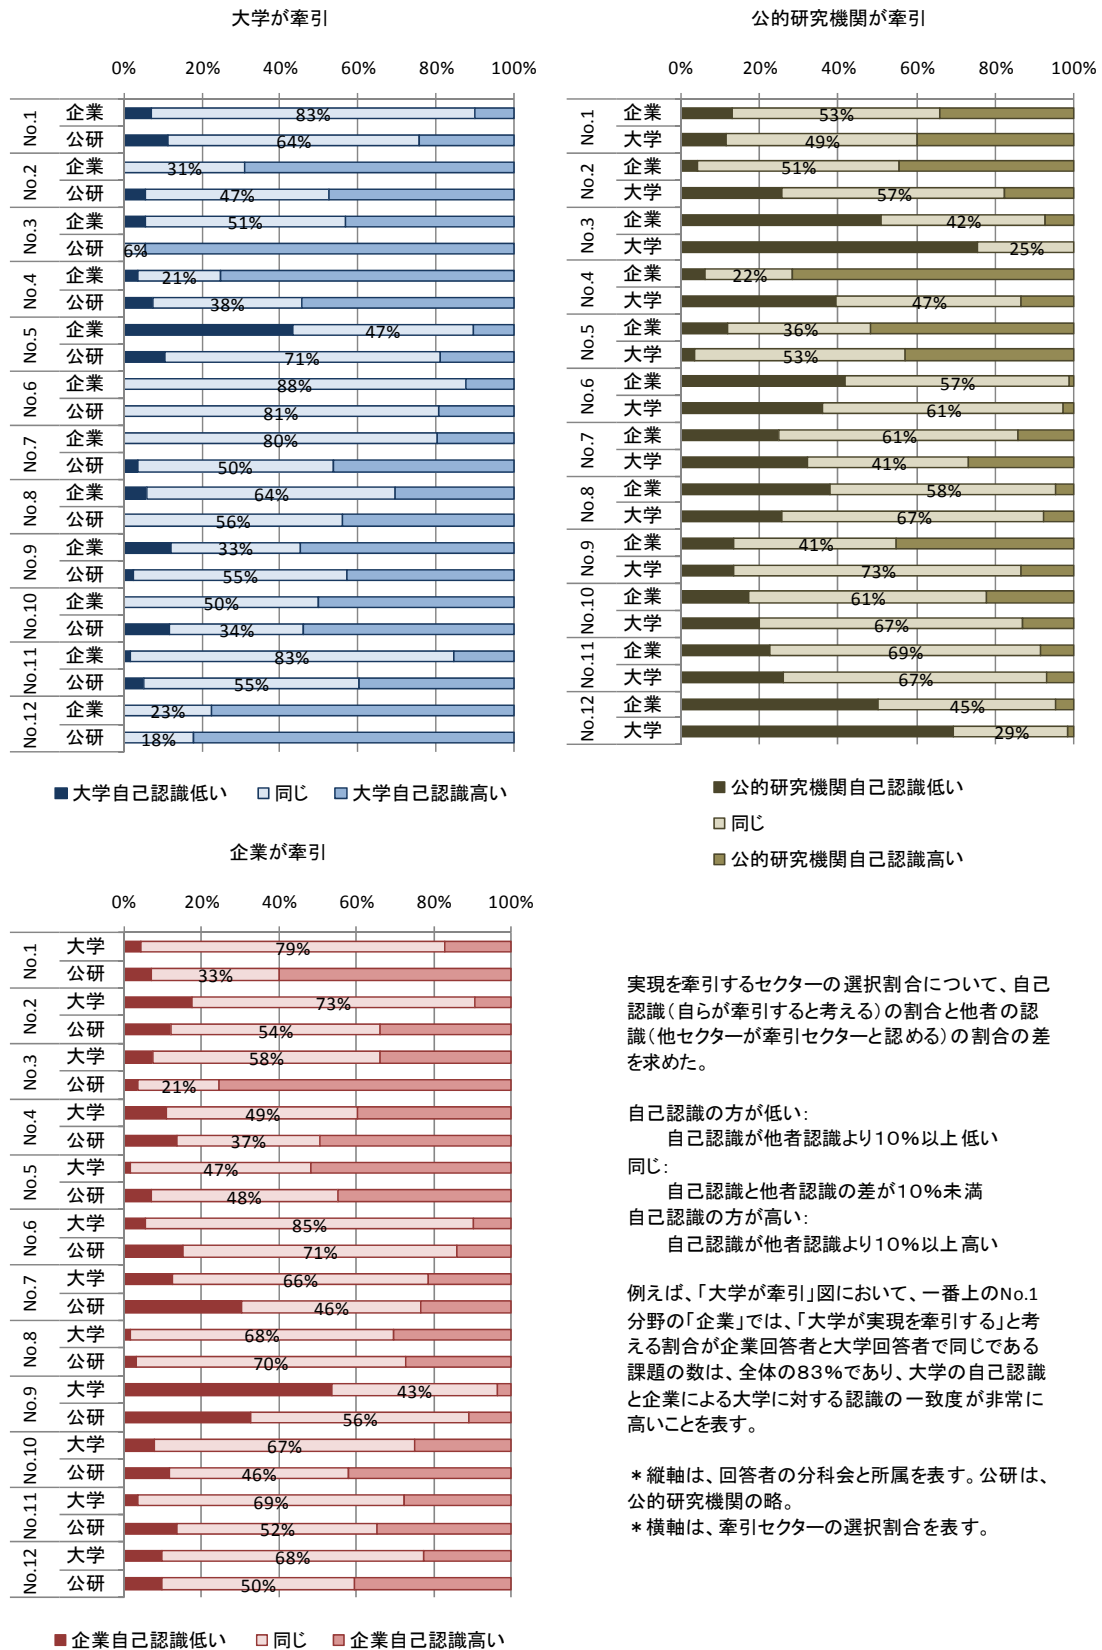 大学が牽引
0% 20% 40% 60% 80% 100%
No.1 企業 83%
公研 64%
No.2 企業 31%
公研 47%
No.3 企業 51%
公研 6%
No.4 企業 21%
公研 38%
No.5 企業 47%
公研 71%
No.6 企業 88%
公研 81%
No.7 企業 80%
公研 50%
No.8 企業 64%
公研 56%
No.9 企業 33%
公研 55%
No.10 企業 50%
公研 34%
No.11 企業 83%
公研 55%
No.12 企業 23%
公研 18%
大学自己認識低い 同じ 大学自己認識高い
公的研究機関が牽引
0% 20% 40% 60% 80% 100%
No.1 企業 53%
大学 49%
No.2 企業 51%
大学 57%
No.3 企業 42%
大学 25%
No.4 企業 22%
大学 47%
No.5 企業 36%
大学 53%
No.6 企業 57%
大学 61%
No.7 企業 61%
大学 41%
No.8 企業 58%
大学 67%
No.9 企業 41%
大学 73%
No.10 企業 61%
大学 67%
No.11 企業 69%
大学 67%
No.12 企業 45%
大学 29%
公的研究機関自己認識低い
同じ
公的研究機関自己認識高い
企業が牽引
0% 20% 40% 60% 80% 100%
No.1 大学 79%
公研 33%
No.2 大学 73%
公研 54%
No.3 大学 58%
公研 21%
No.4 大学 49%
公研 37%
No.5 大学 47%
公研 48%
No.6 大学 85%
公研 71%
No.7 大学 66%
公研 46%
No.8 大学 68%
公研 70%
No.9 大学 43%
公研 56%
No.10 大学 67%
公研 46%
No.11 大学 69%
公研 52%
No.12 大学 68%
公研 50%
企業自己認識低い 同じ 企業自己認識高い
実現を牽引するセクターの選択割合について、自己
認識（自らが牽引すると考える）の割合と他者の認
識（他セクターが牽引セクターと認める）の割合の差
を求めた。
自己認識の方が低い：
自己認識が他者認識より１０％以上低い
同じ：
自己認識と他者認識の差が１０％未満
自己認識の方が高い：
自己認識が他者認識より１０％以上高い
例えば、「大学が牽引」図において、一番上のNo.1
分野の「企業」では、「大学が実現を牽引する」と考
える割合が企業回答者と大学回答者で同じである
課題の数は、全体の８３％であり、大学の自己認識
と企業による大学に対する認識の一致度が非常に
高いことを表す。
＊縦軸は、回答者の分科会と所属を表す。公研は、
公的研究機関の略。
＊横軸は、牽引セクターの選択割合を表す。